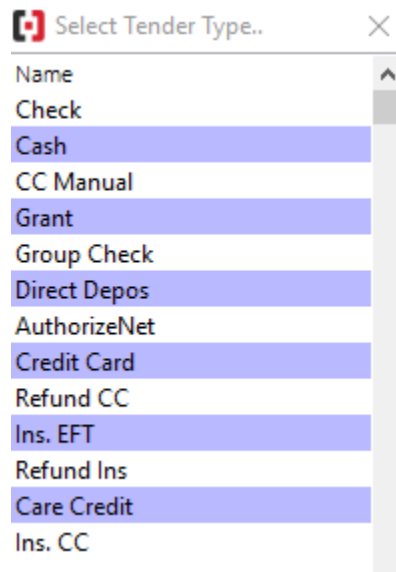 Select Tender Type..
Name
Check
Cash
CC Manual
Grant
Group Check
Direct Depos
AuthorizeNet
Credit Card
Refund CC
Ins. EFT
Refund Ins
Care Credit
Ins. CC